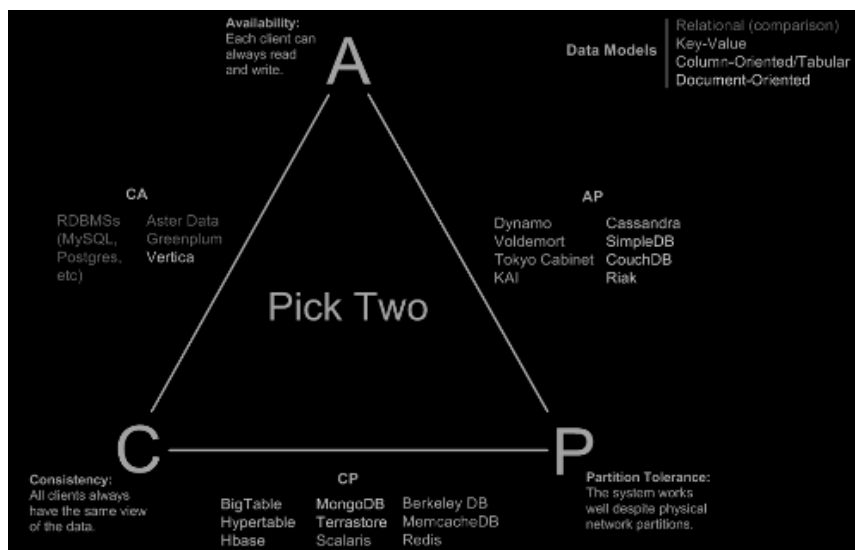 Availability:
Each client can
always read
and write.
A
Data Models
Relational (comparison)
Key-Value
Column-Oriented/Tabular
Document-Oriented
CA
RDBMSs
(MySQL,
Postgres,
etc)
Aster Data
Greenplum
Vertica
AP
Dynamo
Voldemort
Tokyo Cabinet
KAI
Cassandra
SimpleDB
CouchDB
Riak
Pick Two
C
Consistency:
All clients always
have the same view
of the data.
CP
BigTable
Hypertable
Hbase
MongoDB
Terrastore
Scalaris
Berkeley DB
MemcacheDB
Redis
P
Partition Tolerance:
The system works
well despite physical
network partitions.